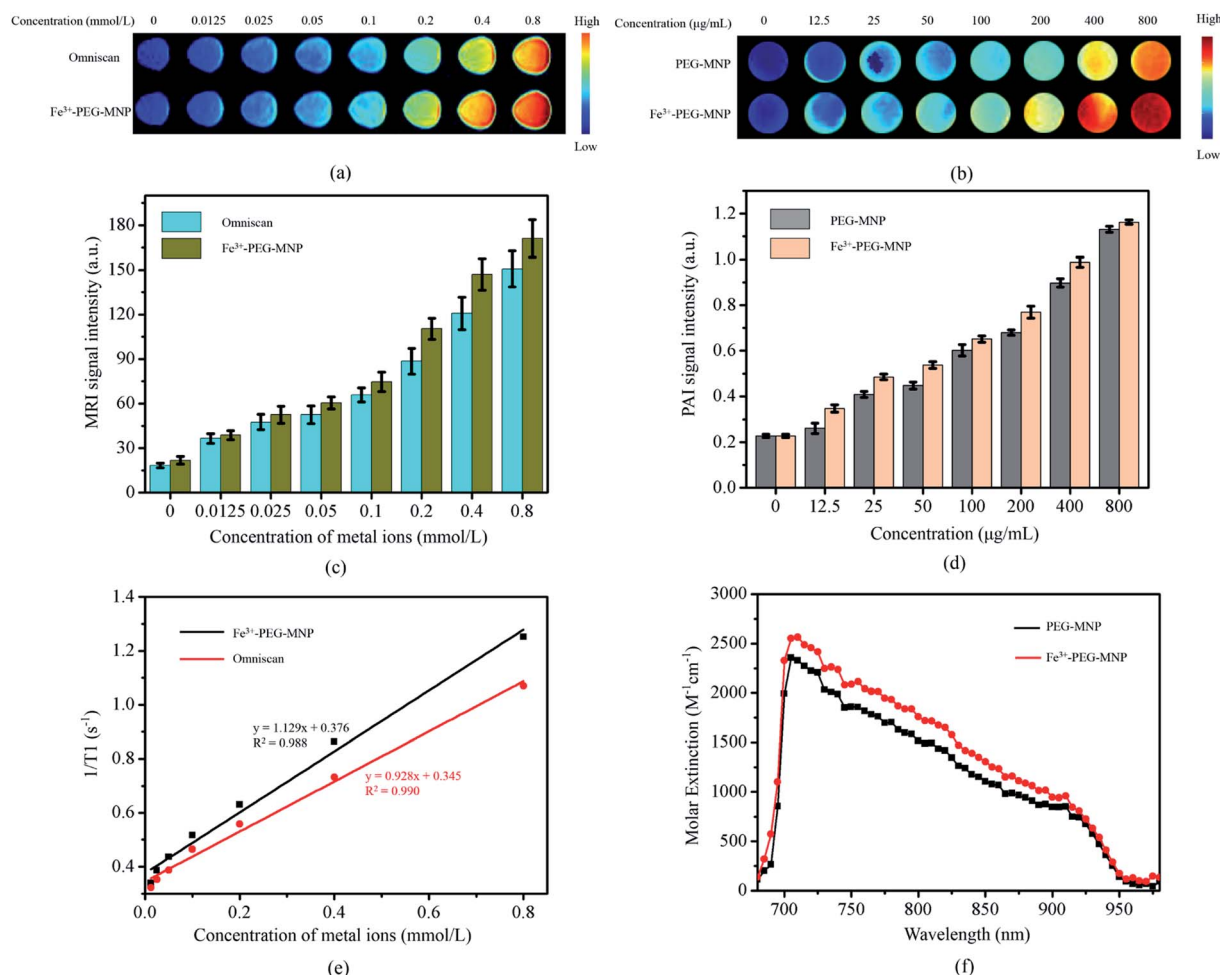 Concentration (mmol/L) 0 0.0125 0.025 0.05 0.1 0.2 0.4 0.8 High
Omniscan
Fe³⁺-PEG-MNP
Low
(a)
Concentration (μg/mL) 0 12.5 25 50 100 200 400 800 High
PEG-MNP
Fe³⁺-PEG-MNP
Low
(b)
MRI signal intensity (a.u.)
180
150
120
90
60
30
0
Omniscan
Fe³⁺-PEG-MNP
0 0.0125 0.025 0.05 0.1 0.2 0.4 0.8
Concentration of metal ions (mmol/L)
(c)
PAI signal intensity (a.u.)
1.2
1.0
0.8
0.6
0.4
0.2
0.0
PEG-MNP
Fe³⁺-PEG-MNP
0 12.5 25 50 100 200 400 800
Concentration (μg/mL)
(d)
1/T1 (s⁻¹)
1.4
1.2
1.0
0.8
0.6
0.4
Fe³⁺-PEG-MNP
Omniscan
y = 1.129x + 0.376
R² = 0.988
y = 0.928x + 0.345
R² = 0.990
0.0 0.2 0.4 0.6 0.8
Concentration of metal ions (mmol/L)
(e)
Molar Extinction (M⁻¹cm⁻¹)
3000
2500
2000
1500
1000
500
0
PEG-MNP
Fe³⁺-PEG-MNP
700 750 800 850 900 950
Wavelength (nm)
(f)